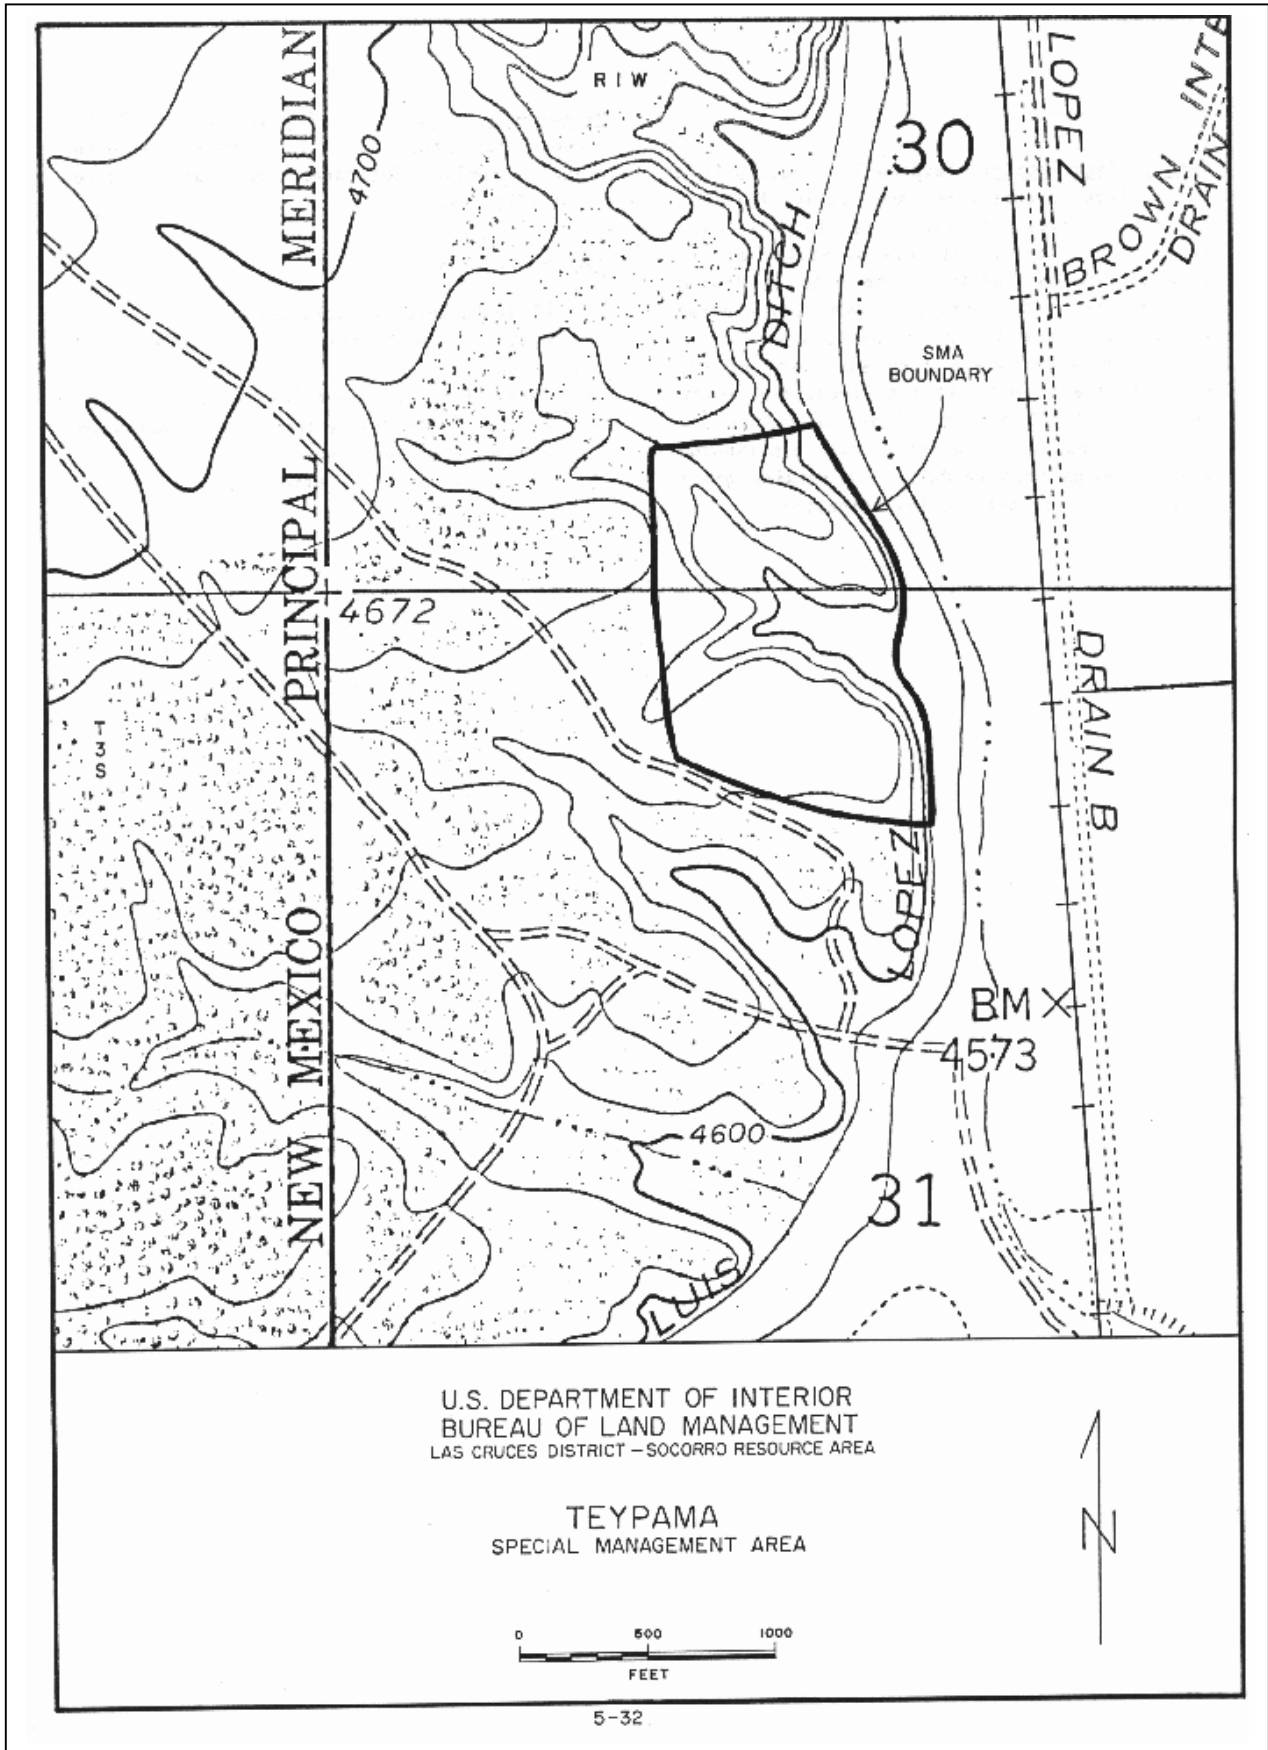 R I W
30
LOPEZ
BROWN INTE
DRAIN
4700
DITCH
SMA
BOUNDARY
4672
T
3
S
NEW MEXICO PRINCIPAL MERIDIAN
DRAIN B
LUIS LOPEZ
BM X
4573
4600
31
U.S. DEPARTMENT OF INTERIOR
BUREAU OF LAND MANAGEMENT
LAS CRUCES DISTRICT – SOCORRO RESOURCE AREA
TEYPAMA
SPECIAL MANAGEMENT AREA
N
0 500 1000
FEET
5-32